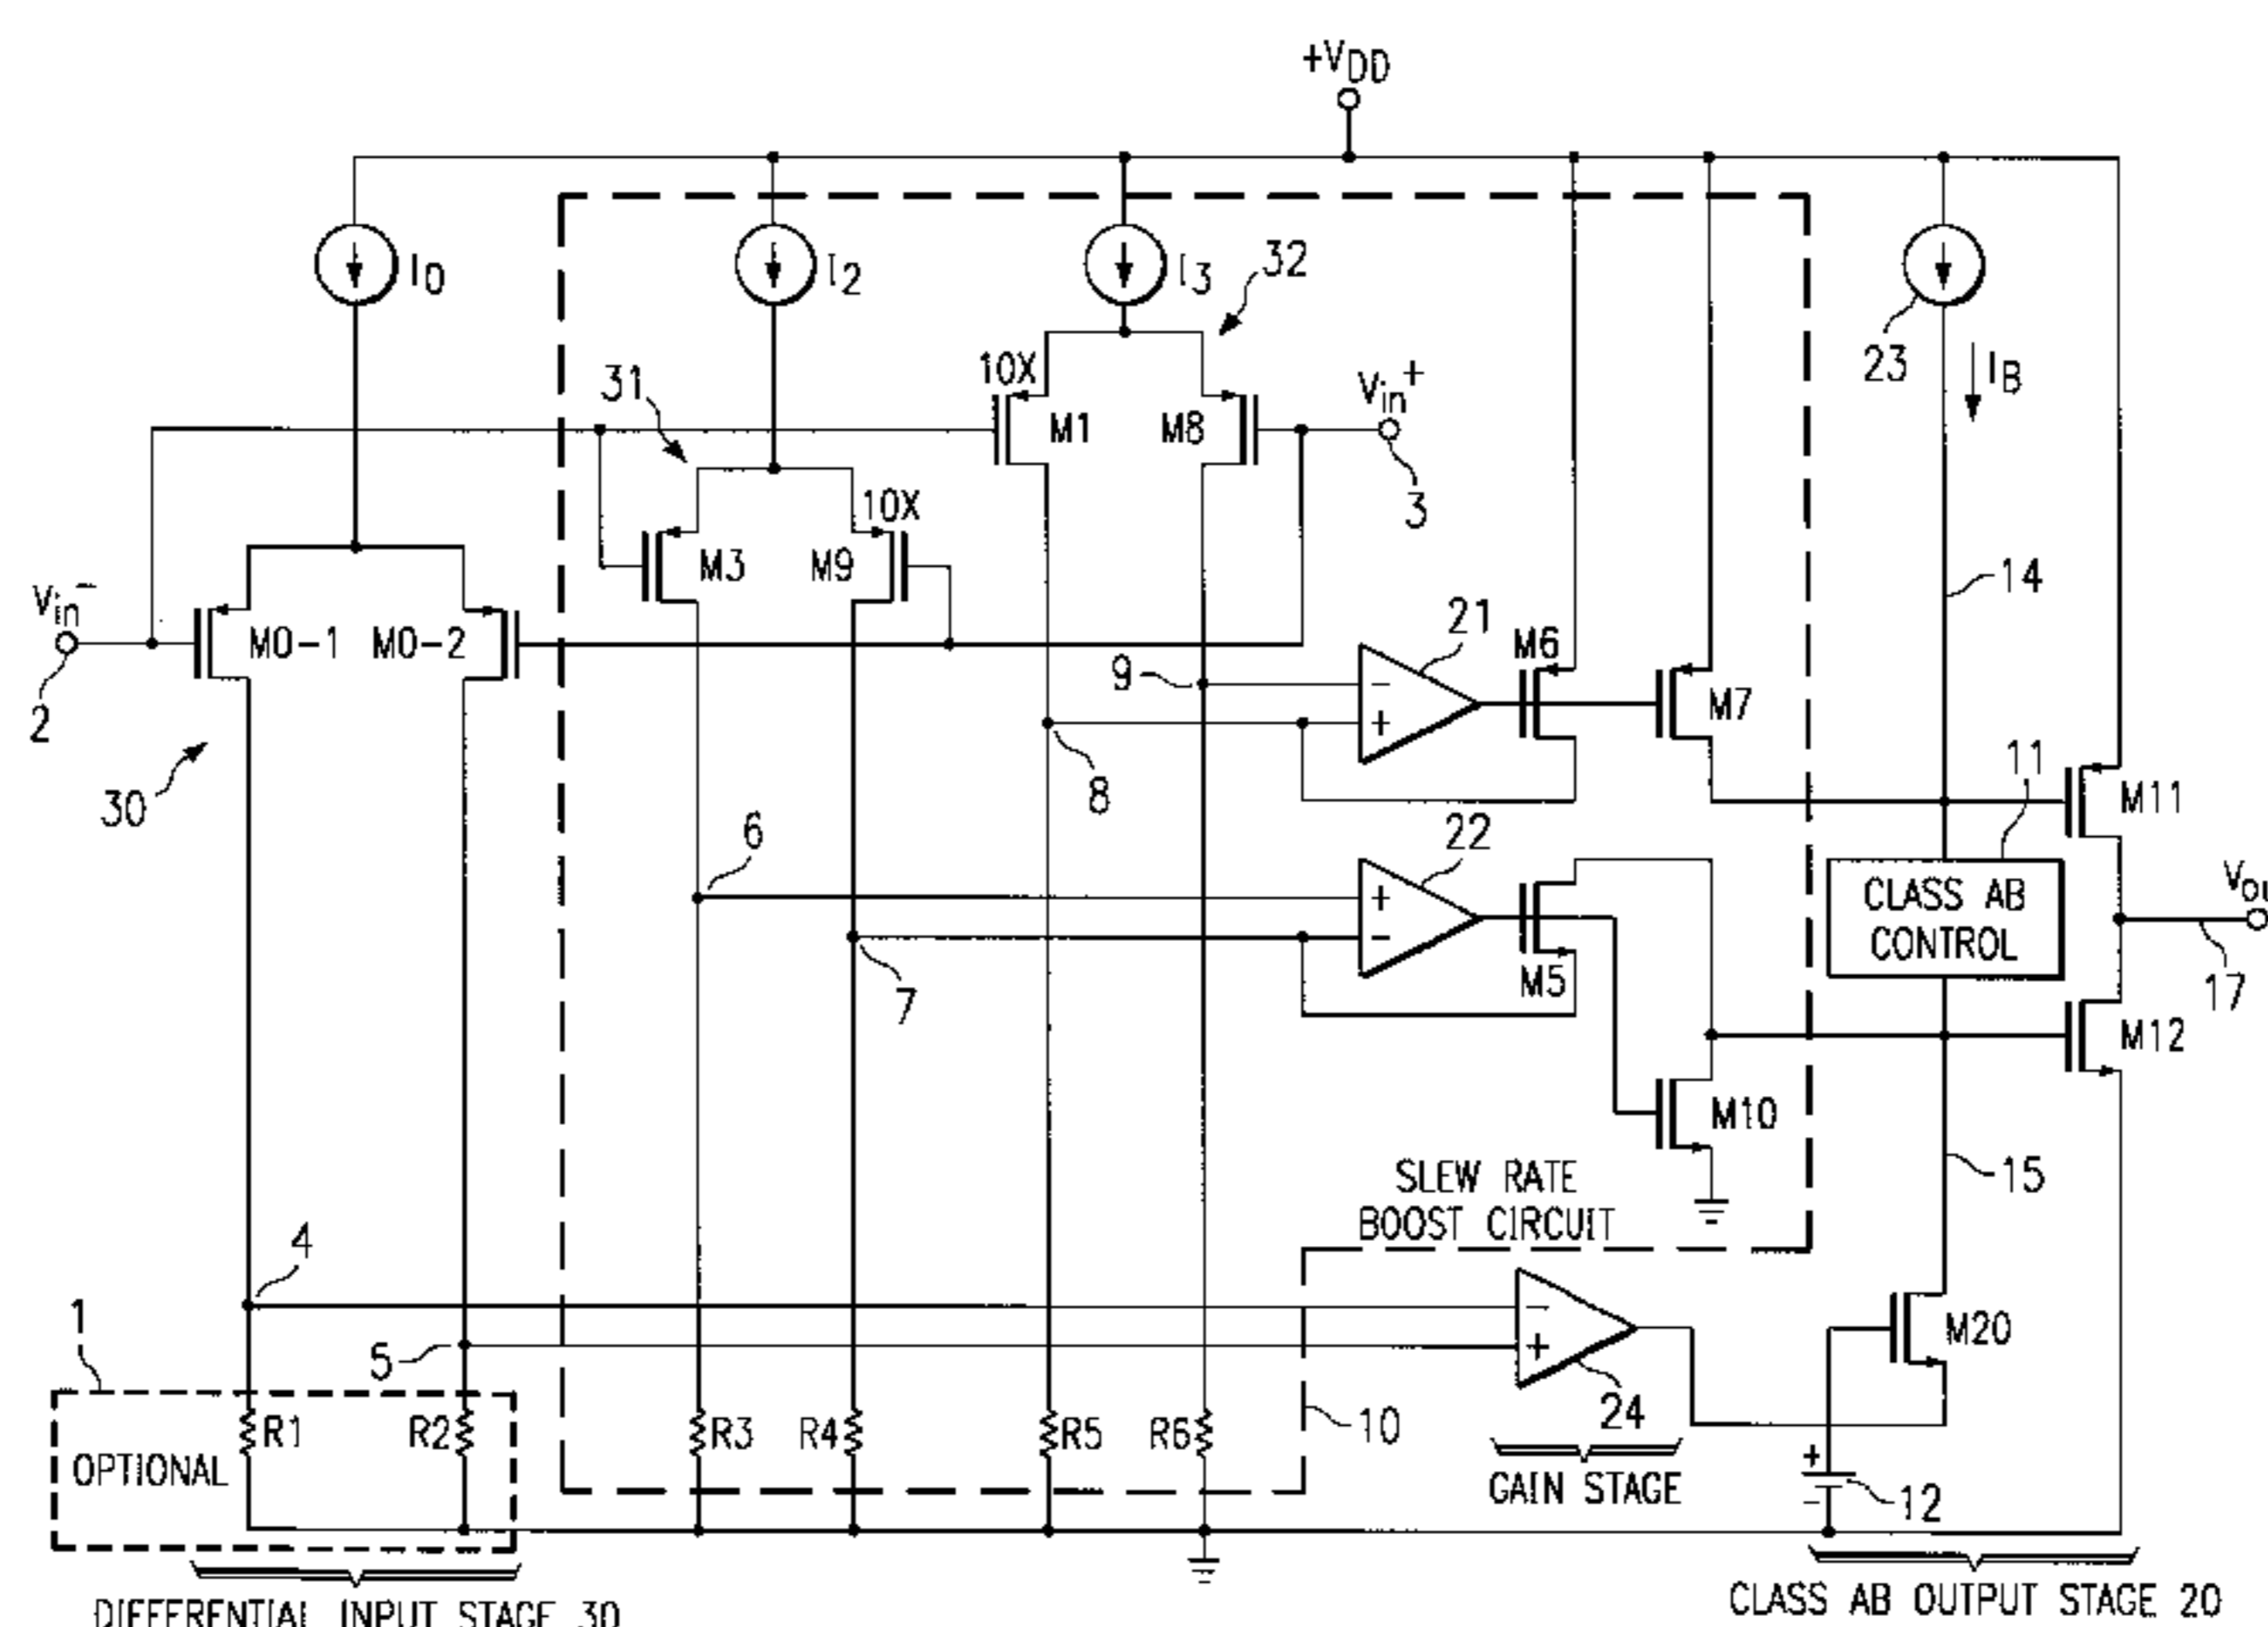 +VDD
I0
I2
I3
32
10X
Vin+
23
IB
31
M1
M8
3
10X
M3
M9
14
Vin−
M0-1
M0-2
21
M6
9
−
+
M7
2
8
11
M11
30
6
22
+
−
CLASS AB
CONTROL
M5
7
17
M12
M10
SLEW RATE
BOOST CIRCUIT
15
4
1
5
−
+
M20
24
R1
R2
R3
R4
R5
R6
10
OPTIONAL
GAIN STAGE
+
−
12
DIFFERENTIAL INPUT STAGE 30
CLASS AB OUTPUT STAGE 20